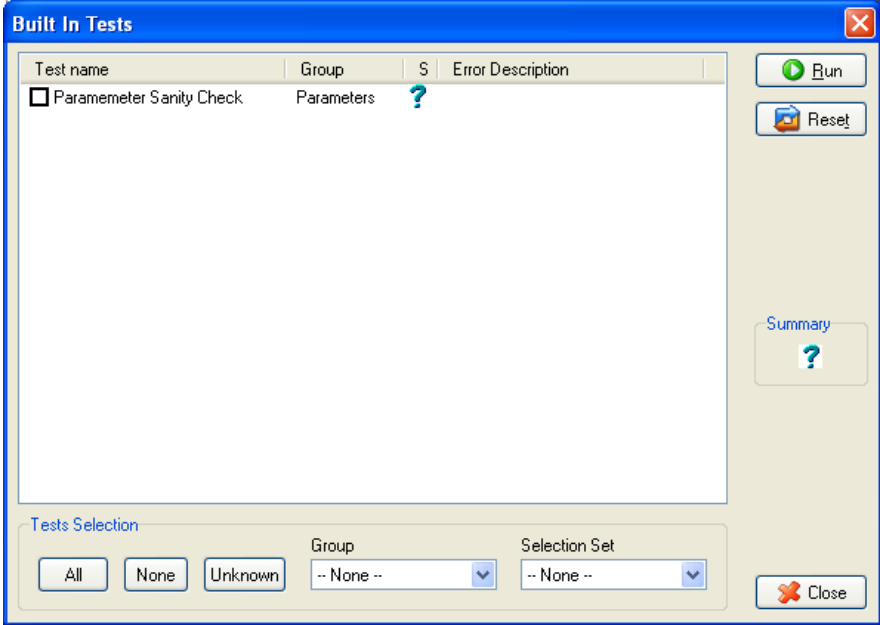 Built In Tests
Test name Group S Error Description
Paramemeter Sanity Check Parameters ?
Run
Reset
Summary
?
Tests Selection
Group Selection Set
All None Unknown -- None -- -- None --
Close